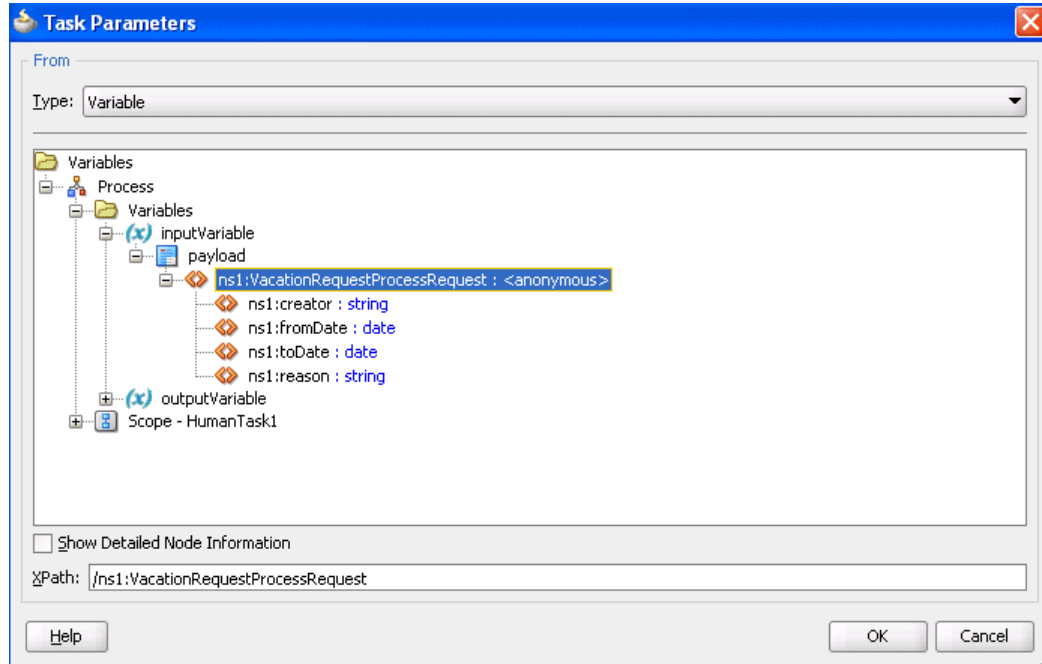 Task Parameters
From
Type: Variable
Variables
Process
Variables
(x) inputVariable
payload
ns1:VacationRequestProcessRequest : <anonymous>
ns1:creator : string
ns1:fromDate : date
ns1:toDate : date
ns1:reason : string
(x) outputVariable
Scope - HumanTask1
Show Detailed Node Information
XPath: /ns1:VacationRequestProcessRequest
Help OK Cancel